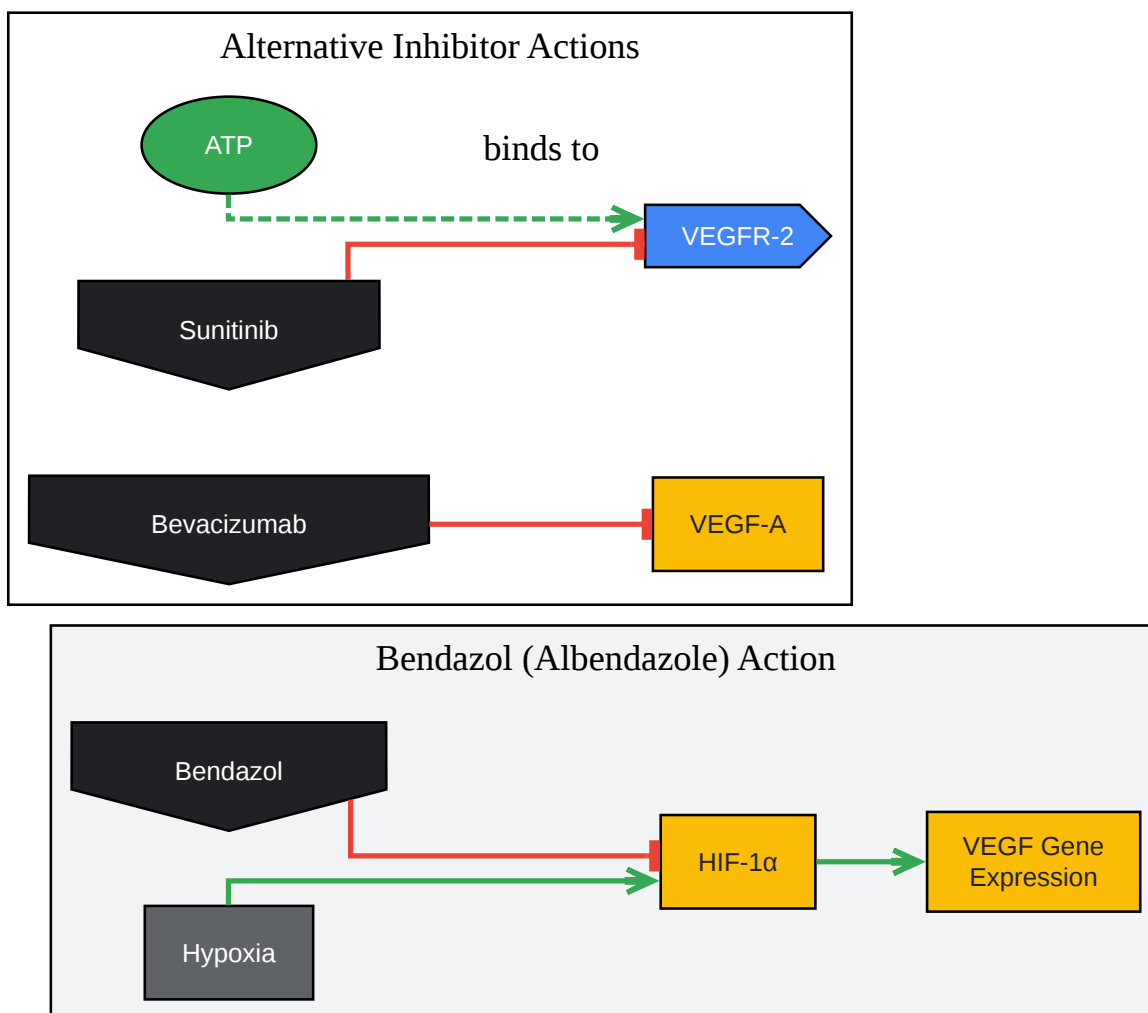 Alternative Inhibitor Actions
ATP
binds to
VEGFR-2
Sunitinib
Bevacizumab
VEGF-A
Bendazol (Albendazole) Action
Bendazol
HIF-1α
VEGF Gene
Expression
Hypoxia